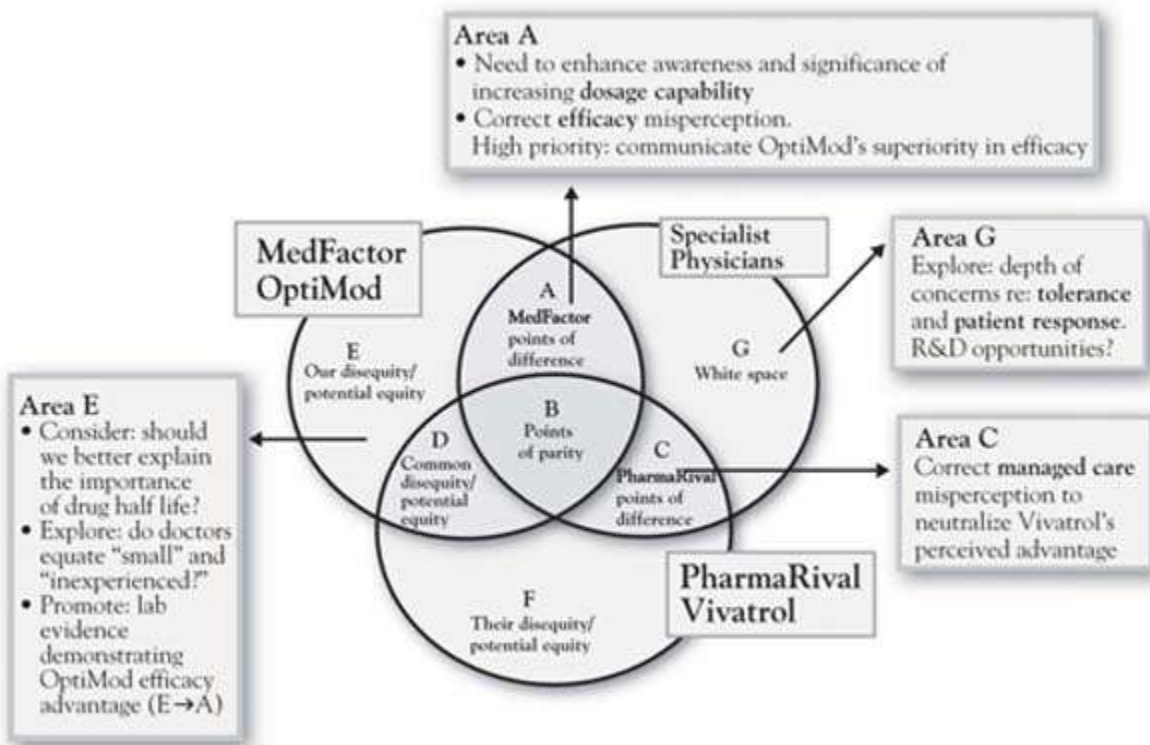 Area A
• Need to enhance awareness and significance of
increasing dosage capability
• Correct efficacy misperception.
High priority: communicate OptiMod's superiority in efficacy
MedFactor
OptiMod
Specialist
Physicians
Area G
Explore: depth of
concerns re: tolerance
and patient response.
R&D opportunities?
A
MedFactor
points of
difference
E
Our disequity/
potential equity
G
White space
B
Points
of parity
D
Common
disequity/
potential
equity
C
PharmaRival
points of
difference
Area E
• Consider: should
we better explain
the importance
of drug half life?
• Explore: do doctors
equate “small” and
“inexperienced?”
• Promote: lab
evidence
demonstrating
OptiMod efficacy
advantage (E→A)
Area C
Correct managed care
misperception to
neutralize Vivatrol's
perceived advantage
PharmaRival
Vivatrol
F
Their disequity/
potential equity